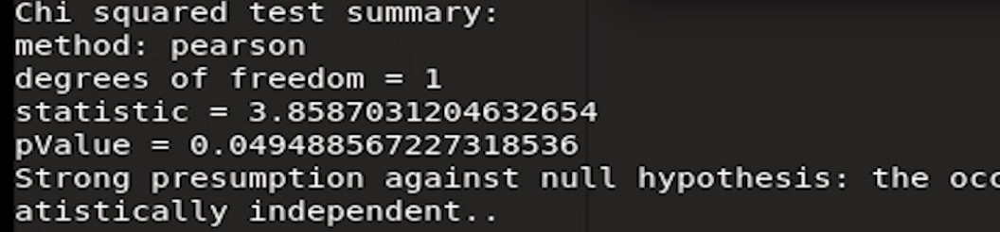 Chi squared test summary:
method: pearson
degrees of freedom = 1
statistic = 3.8587031204632654
pValue = 0.0494885567227318536
Strong presumption against null hypothesis: the occ
atistically independent..